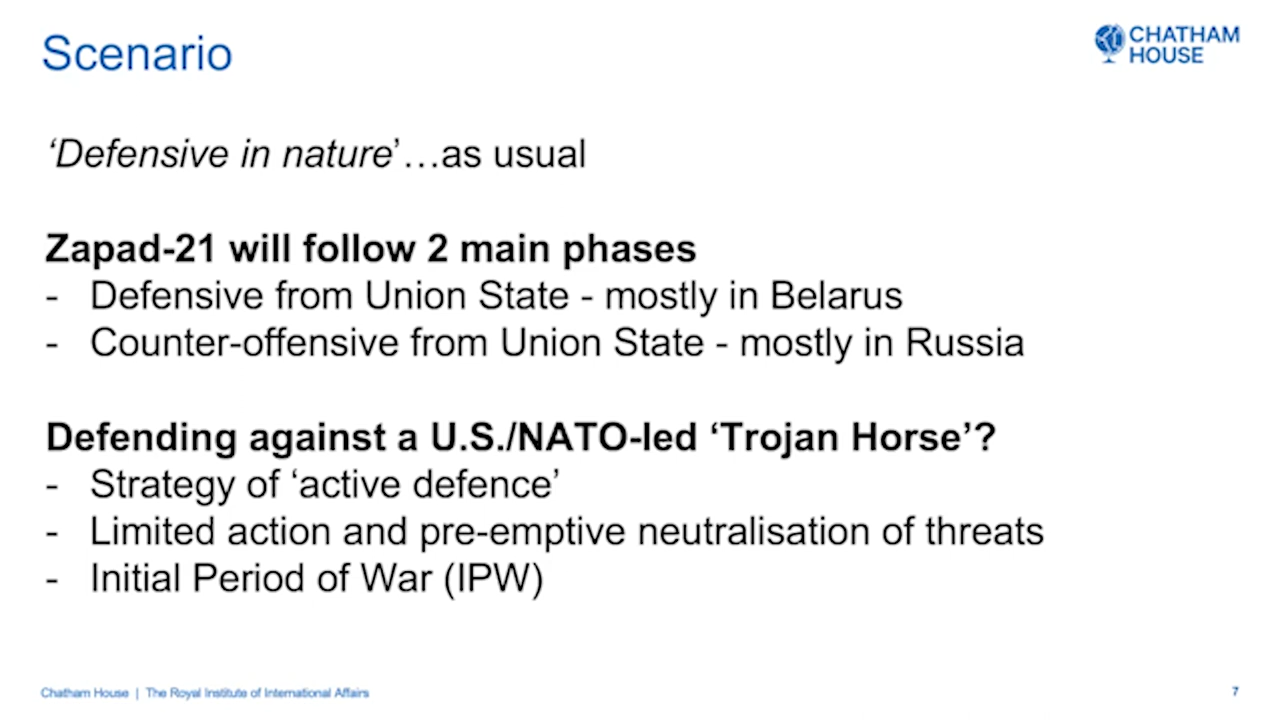 Scenario
CHATHAM
HOUSE
‘Defensive in nature’…as usual
Zapad-21 will follow 2 main phases
- Defensive from Union State - mostly in Belarus
- Counter-offensive from Union State - mostly in Russia
Defending against a U.S./NATO-led ‘Trojan Horse’?
- Strategy of ‘active defence’
- Limited action and pre-emptive neutralisation of threats
- Initial Period of War (IPW)
Chatham House | The Royal Institute of International Affairs
7